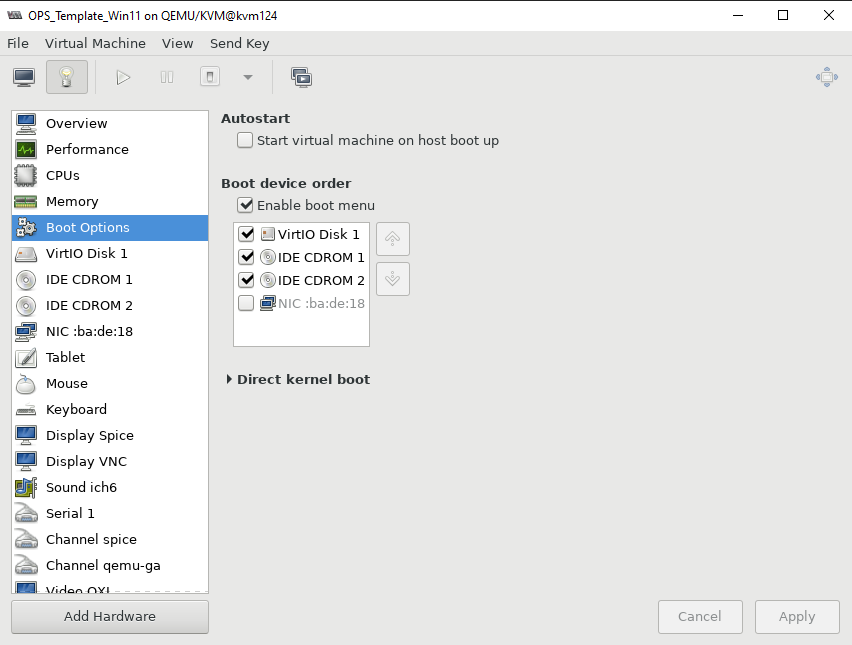 OPS_Template_Win11 on QEMU/KVM@kvm124
File Virtual Machine View Send Key
Overview
Performance
CPUs
Memory
Boot Options
VirtIO Disk 1
IDE CDROM 1
IDE CDROM 2
NIC :ba:de:18
Tablet
Mouse
Keyboard
Display Spice
Display VNC
Sound ich6
Serial 1
Channel spice
Channel qemu-ga
Video QXL
Add Hardware
Autostart
Start virtual machine on host boot up
Boot device order
Enable boot menu
VirtIO Disk 1
IDE CDROM 1
IDE CDROM 2
NIC :ba:de:18
Direct kernel boot
Cancel Apply